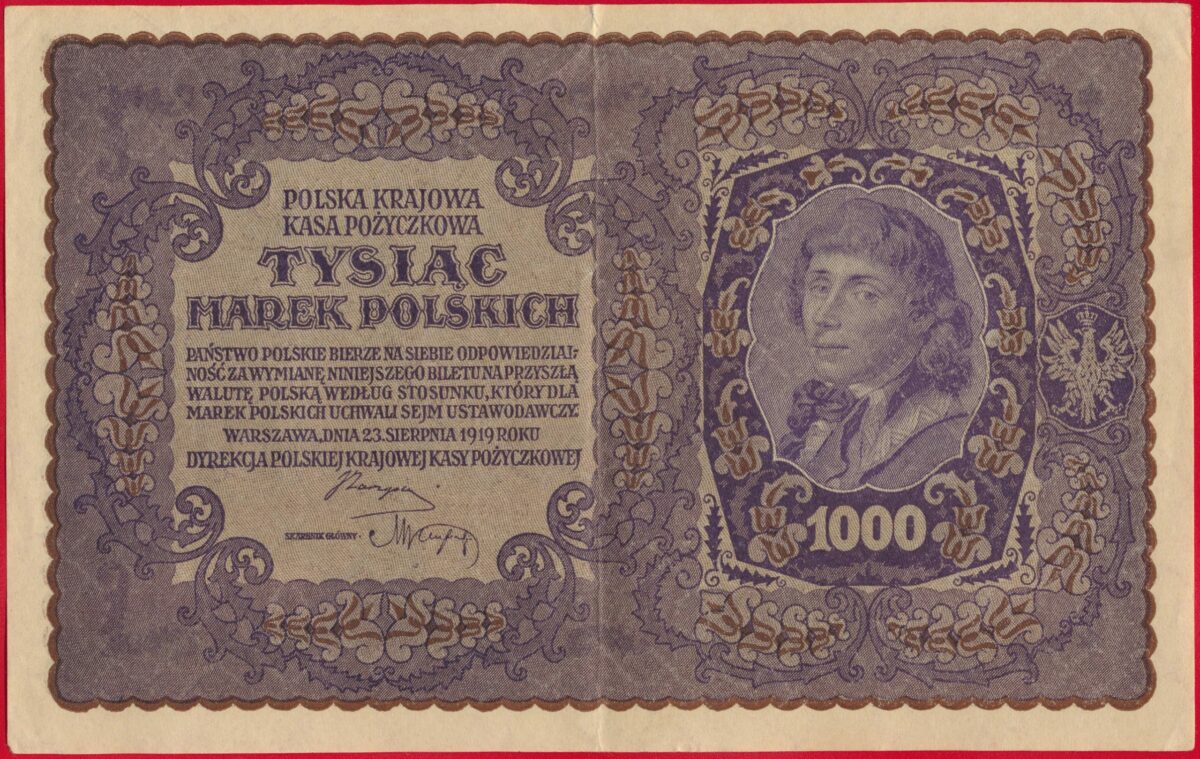 POLSKA KRAJOWA
KASA POŻYCZKOWA
TYSIĄC
MAREK POLSKICH
PAŃSTWO POLSKIE BIERZE NA SIEBIE ODPOWIEDZIAL-
NOŚĆ ZA WYMIANĘ NINIEJSZEGO BILETU NA PRZYSZŁĄ
WALUTĘ POLSKĄ WEDŁUG STOSUNKU, KTÓRY DLA
MAREK POLSKICH UCHWALI SEJM USTAWODAWCZY.
WARSZAWA, DNIA 23. SIERPNIA 1919 ROKU
DYREKCJA POLSKIEJ KRAJOWEJ KASY POŻYCZKOWEJ
SKARBNIK GŁÓWNY
1000